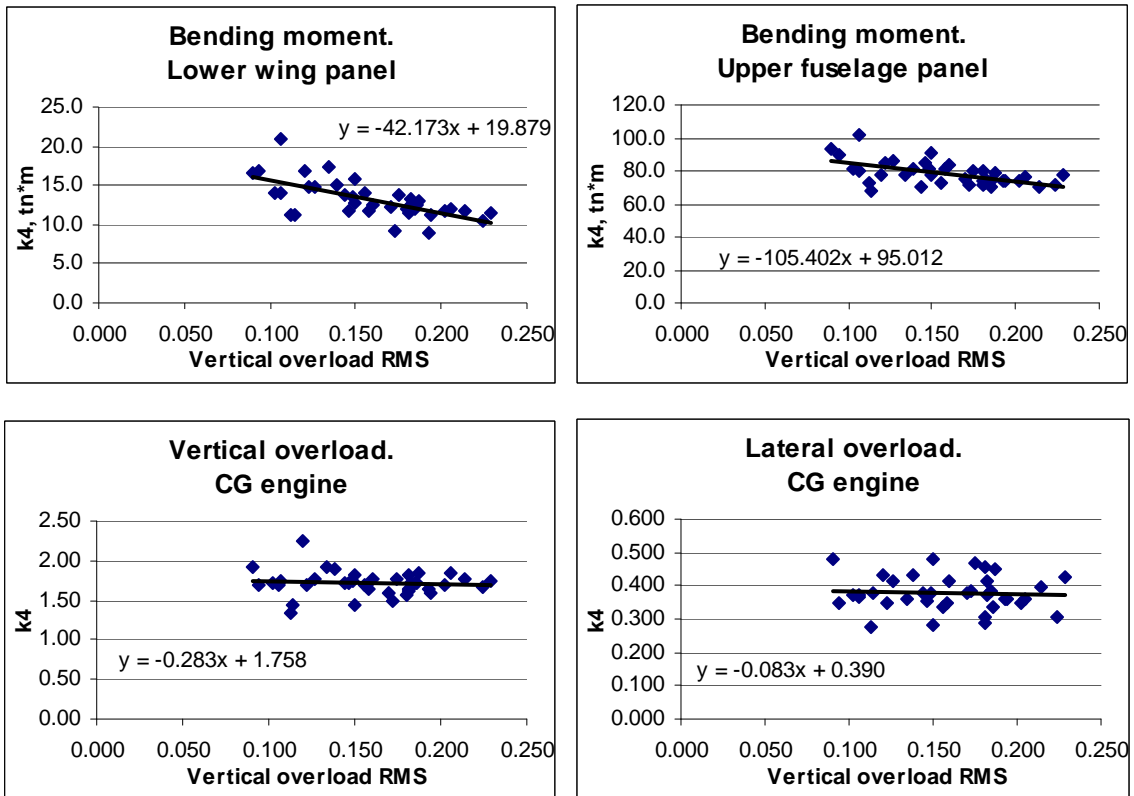 Bending moment.
Lower wing panel
25.0
20.0
15.0
10.0
5.0
0.0
k4, tn*m
y = -42.173x + 19.879
0.000 0.050 0.100 0.150 0.200 0.250
Vertical overload RMS
Bending moment.
Upper fuselage panel
120.0
100.0
80.0
60.0
40.0
20.0
0.0
k4, tn*m
y = -105.402x + 95.012
0.000 0.050 0.100 0.150 0.200 0.250
Vertical overload RMS
Vertical overload.
CG engine
2.50
2.00
1.50
1.00
0.50
0.00
k4
y = -0.283x + 1.758
0.000 0.050 0.100 0.150 0.200 0.250
Vertical overload RMS
Lateral overload.
CG engine
0.600
0.500
0.400
0.300
0.200
0.100
0.000
k4
y = -0.083x + 0.390
0.000 0.050 0.100 0.150 0.200 0.250
Vertical overload RMS